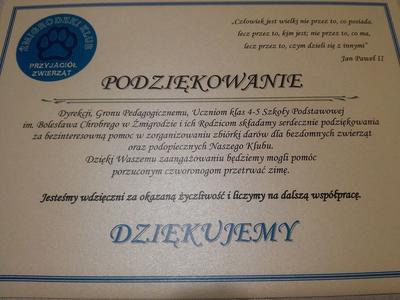 ŻMIGRODZKI KLUB
PRZYJACIÓŁ
ZWIERZĄT
„Człowiek jest wielki nie przez to, co posiada.
lecz przez to, kim jest; nie przez to, co ma,
lecz przez to, czym dzieli się z innymi”
Jan Paweł II
PODZIĘKOWANIE
Dyrekcji, Gronu Pedagogicznemu, Uczniom klas 4-5 Szkoły Podstawowej
im. Bolesława Chrobrego w Żmigrodzie i ich Rodzicom składamy serdecznie podziękowania
za bezinteresowną pomoc w zorganizowaniu zbiórki darów dla bezdomnych zwierząt
oraz podopiecznych Naszego Klubu.
Dzięki Waszemu zaangażowaniu będziemy mogli pomóc
porzuconym czworonogom przetrwać zimę.
Jesteśmy wdzięczni za okazaną życzliwość i liczymy na dalszą współpracę.
DZIĘKUJEMY